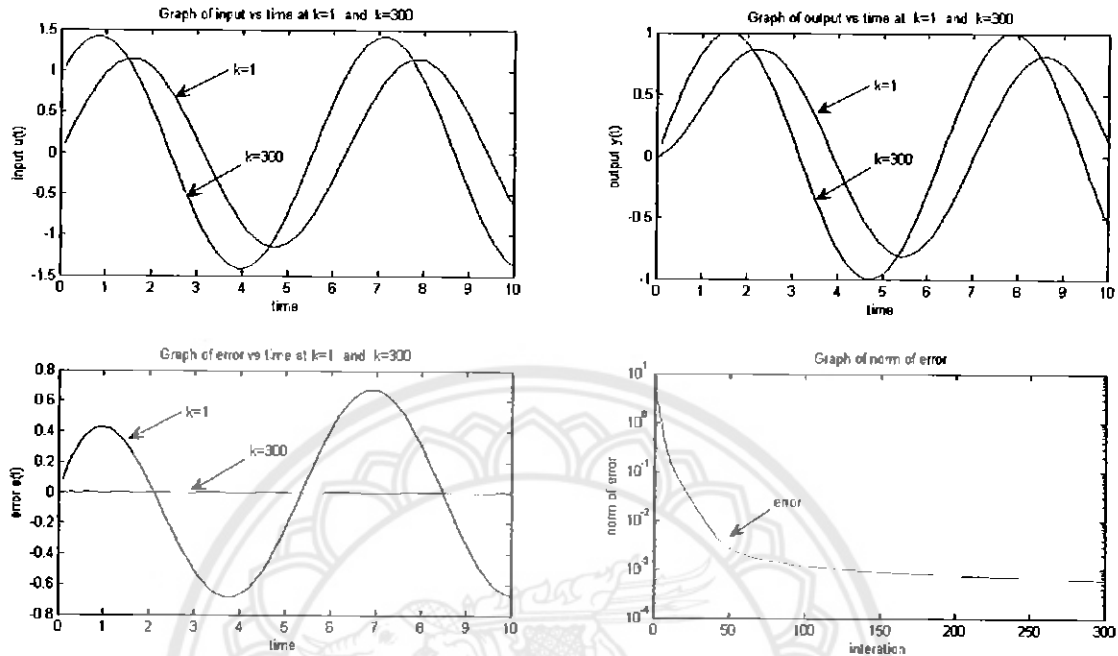 Graph of input vs time at k=1 and k=300
1.5
1
0.5
0
-0.5
-1
-1.5
input u(t)
k=1
k=300
0 1 2 3 4 5 6 7 8 9 10
time
Graph of output vs time at k=1 and k=300
1
0.5
0
-0.5
-1
output y(t)
k=1
k=300
0 1 2 3 4 5 6 7 8 9 10
time
Graph of error vs time at k=1 and k=300
0.8
0.6
0.4
0.2
0
-0.2
-0.4
-0.6
-0.8
error e(t)
k=1
k=300
0 1 2 3 4 5 6 7 8 9 10
time
Graph of norm of error
10^1
10^0
10^-1
10^-2
10^-3
10^-4
norm of error
error
0 50 100 150 200 250 300
interation